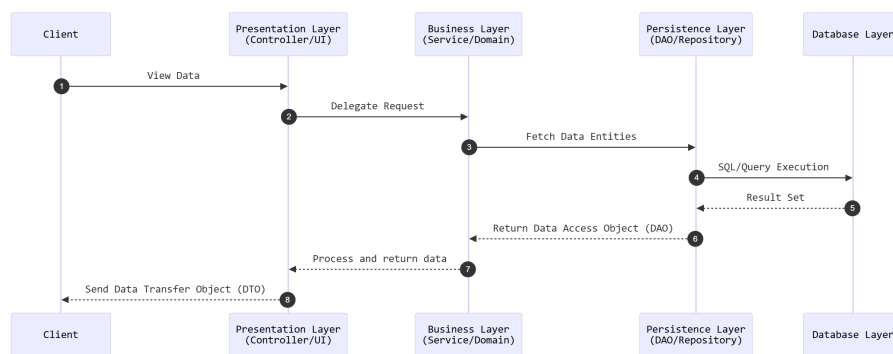 Client
Presentation Layer
(Controller/UI)
Business Layer
(Service/Domain)
Persistence Layer
(DAO/Repository)
Database Layer
View Data
1
Delegate Request
2
Fetch Data Entities
3
SQL/Query Execution
4
Result Set
5
Return Data Access Object (DAO)
6
Process and return data
7
Send Data Transfer Object (DTO)
8
Client
Presentation Layer
(Controller/UI)
Business Layer
(Service/Domain)
Persistence Layer
(DAO/Repository)
Database Layer